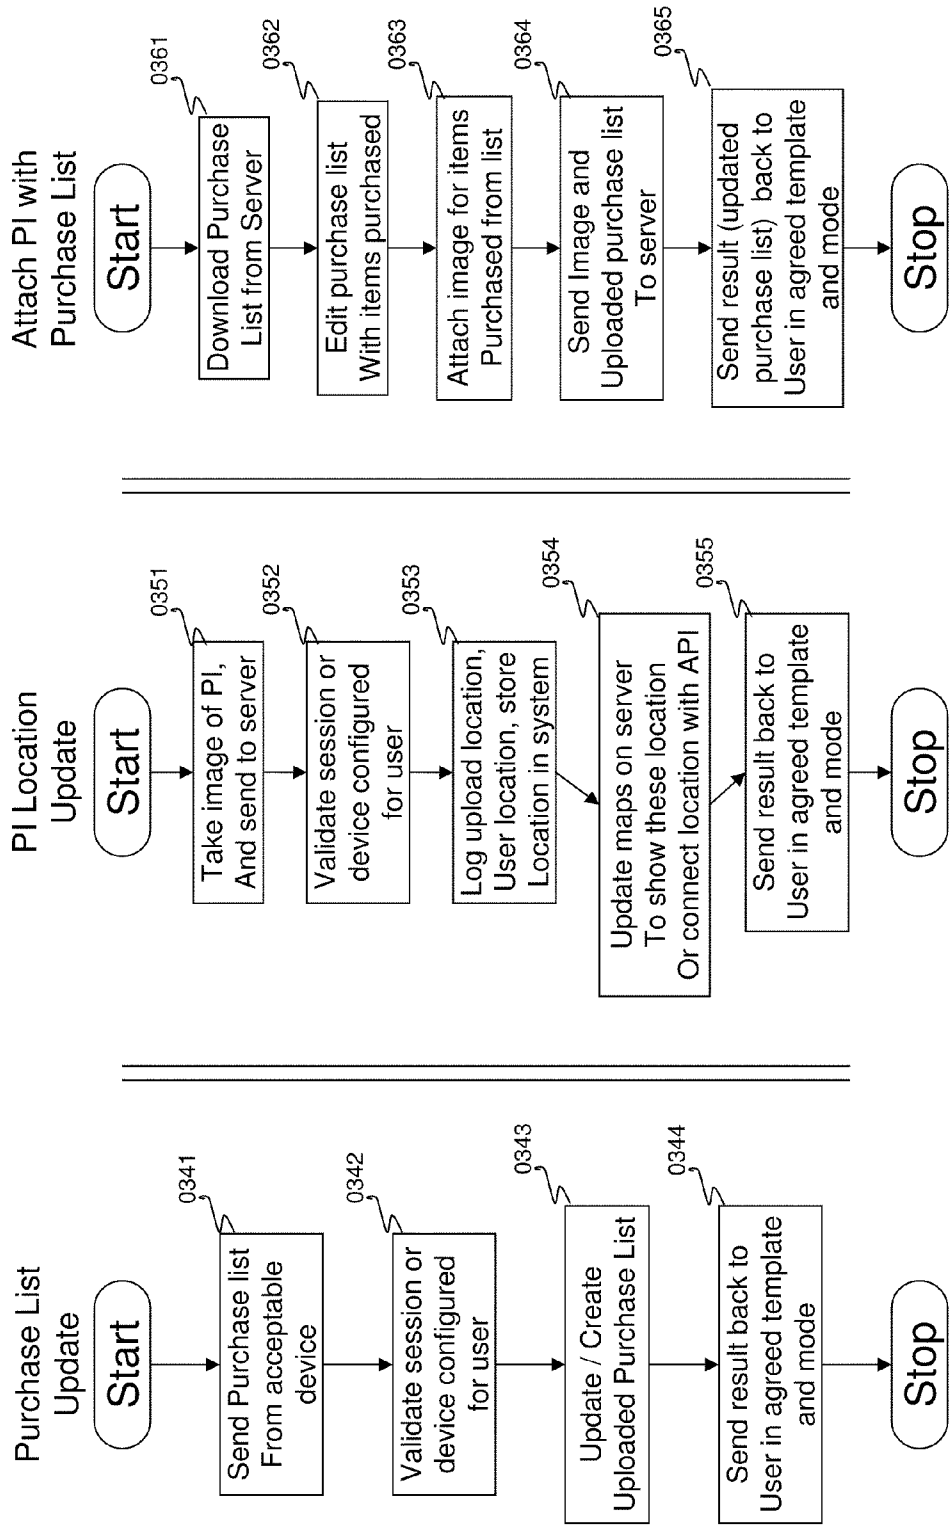 Purchase List
Update
Start
0341
Send Purchase list
From acceptable
device
0342
Validate session or
device configured
for user
0343
Update / Create
Uploaded Purchase List
0344
Send result back to
User in agreed template
and mode
Stop
PI Location
Update
Start
0351
Take image of PI,
And send to server
0352
Validate session or
device configured
for user
0353
Log upload location,
User location, store
Location in system
0354
Update maps on server
To show these location
Or connect location with API
0355
Send result back to
User in agreed template
and mode
Stop
Attach PI with
Purchase List
Start
0361
Download Purchase
List from Server
0362
Edit purchase list
With items purchased
0363
Attach image for items
Purchased from list
0364
Send Image and
Uploaded purchase list
To server
0365
Send result (updated
purchase list) back to
User in agreed template
and mode
Stop